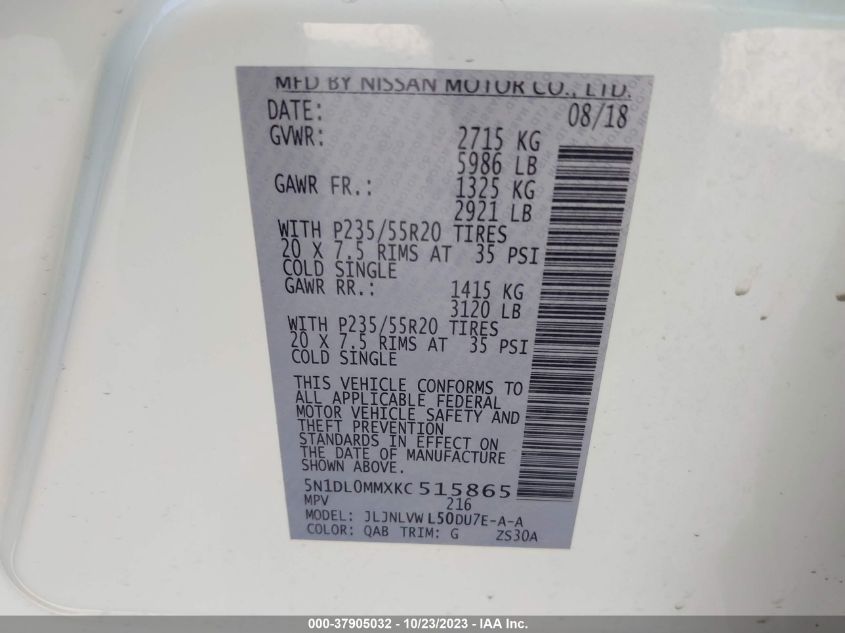 MFD BY NISSAN MOTOR CO., LTD.
DATE: 08/18
GVWR: 2715 KG
5986 LB
GAWR FR.: 1325 KG
2921 LB
WITH P235/55R20 TIRES
20 X 7.5 RIMS AT 35 PSI
COLD SINGLE
GAWR RR.: 1415 KG
3120 LB
WITH P235/55R20 TIRES
20 X 7.5 RIMS AT 35 PSI
COLD SINGLE
THIS VEHICLE CONFORMS TO
ALL APPLICABLE FEDERAL
MOTOR VEHICLE SAFETY AND
THEFT PREVENTION
STANDARDS IN EFFECT ON
THE DATE OF MANUFACTURE
SHOWN ABOVE.
5N1DL0MMXKC 515865
MPV 216
MODEL: JLJNLVW L50DU7E-A-A
COLOR: QAB TRIM: G ZS30A
000-37905032 - 10/23/2023 - IAA Inc.